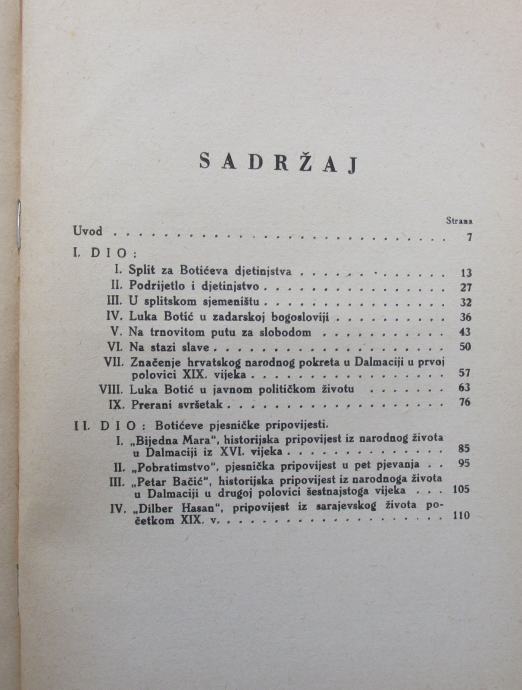 SADRŽAJ
Strana
Uvod . . . . . . . . . . . . . . . . . . . . . . . . . . . 7
I. DIO:
I. Split za Botićeva djetinjstva . . . . . . . . . . . . 13
II. Podrijetlo i djetinjstvo . . . . . . . . . . . . . . . 27
III. U splitskom sjemeništu . . . . . . . . . . . . . . . 32
IV. Luka Botić u zadarskoj bogosloviji . . . . . . . . . 36
V. Na trnovitom putu za slobodom . . . . . . . . . . . 43
VI. Na stazi slave . . . . . . . . . . . . . . . . . . . 50
VII. Značenje hrvatskog narodnog pokreta u Dalmaciji u prvoj
polovici XIX. vijeka . . . . . . . . . . . . . . . . 57
VIII. Luka Botić u javnom političkom životu . . . . . . . 63
IX. Prerani svršetak . . . . . . . . . . . . . . . . . . 76
II. DIO: Botićeve pjesničke pripovijesti.
I. „Bijedna Mara“, historijska pripovijest iz narodnog života
u Dalmaciji iz XVI. vijeka . . . . . . . . . . . . . 85
II. „Pobratimstvo“, pjesnička pripovijest u pet pjevanja . . 95
III. „Petar Bačić“, historijska pripovijest iz narodnoga života
u Dalmaciji u drugoj polovici šestnajstoga vijeka . . . 105
IV. „Dilber Hasan“, pripovijest iz sarajevskog života po-
četkom XIX. v. . . . . . . . . . . . . . . . . . . . 110